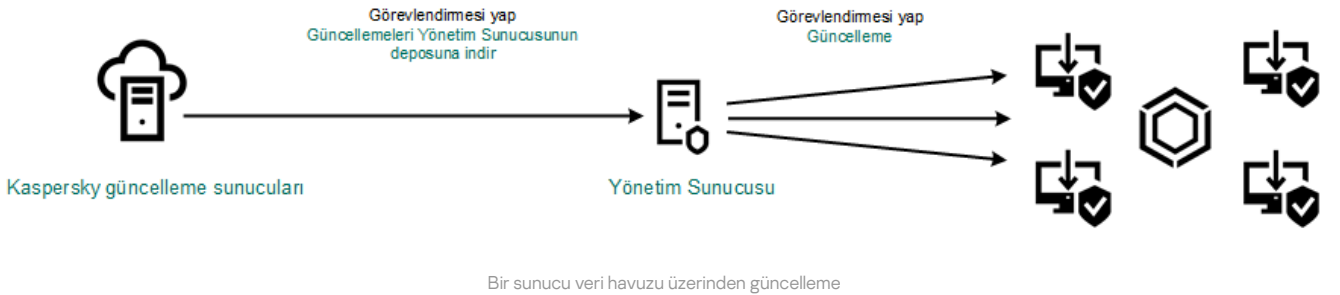 Görevlendirmesi yap
Güncellemeleri Yönetim Sunucusunun
deposuna indir
Görevlendirmesi yap
Güncelleme
Kaspersky güncelleme sunucuları
Yönetim Sunucusu
Bir sunucu veri havuzu üzerinden güncelleme